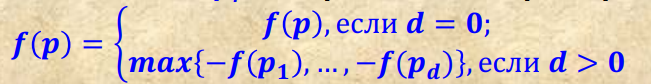 f(p) = { f(p), если d = 0;
max{−f(p₁), … , −f(p_d)}, если d > 0